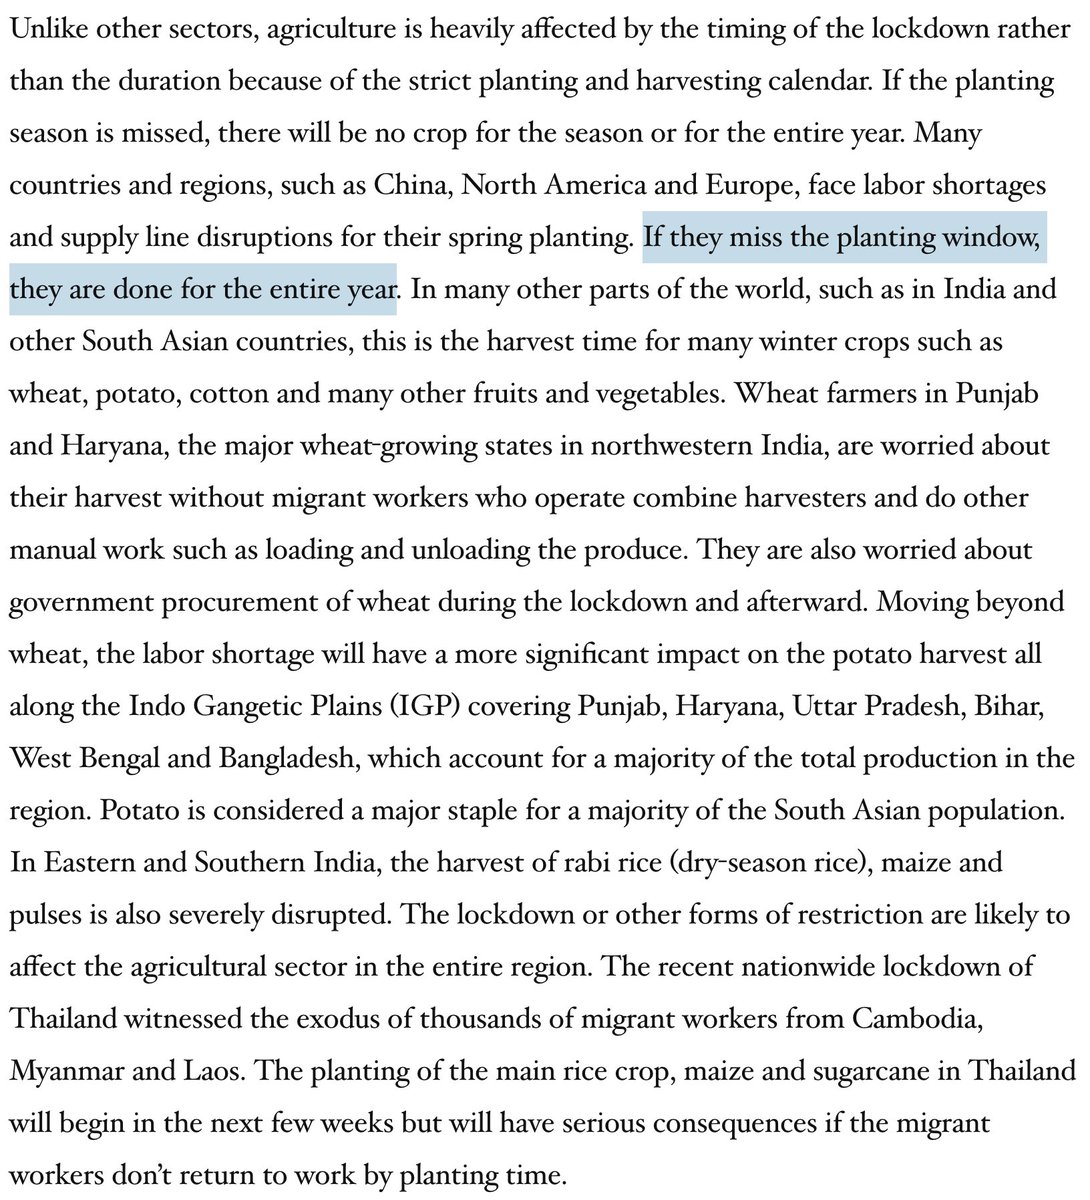 Unlike other sectors, agriculture is heavily affected by the timing of the lockdown rather
than the duration because of the strict planting and harvesting calendar. If the planting
season is missed, there will be no crop for the season or for the entire year. Many
countries and regions, such as China, North America and Europe, face labor shortages
and supply line disruptions for their spring planting. If they miss the planting window,
they are done for the entire year. In many other parts of the world, such as in India and
other South Asian countries, this is the harvest time for many winter crops such as
wheat, potato, cotton and many other fruits and vegetables. Wheat farmers in Punjab
and Haryana, the major wheat-growing states in northwestern India, are worried about
their harvest without migrant workers who operate combine harvesters and do other
manual work such as loading and unloading the produce. They are also worried about
government procurement of wheat during the lockdown and afterward. Moving beyond
wheat, the labor shortage will have a more significant impact on the potato harvest all
along the Indo Gangetic Plains (IGP) covering Punjab, Haryana, Uttar Pradesh, Bihar,
West Bengal and Bangladesh, which account for a majority of the total production in the
region. Potato is considered a major staple for a majority of the South Asian population.
In Eastern and Southern India, the harvest of rabi rice (dry-season rice), maize and
pulses is also severely disrupted. The lockdown or other forms of restriction are likely to
affect the agricultural sector in the entire region. The recent nationwide lockdown of
Thailand witnessed the exodus of thousands of migrant workers from Cambodia,
Myanmar and Laos. The planting of the main rice crop, maize and sugarcane in Thailand
will begin in the next few weeks but will have serious consequences if the migrant
workers don’t return to work by planting time.